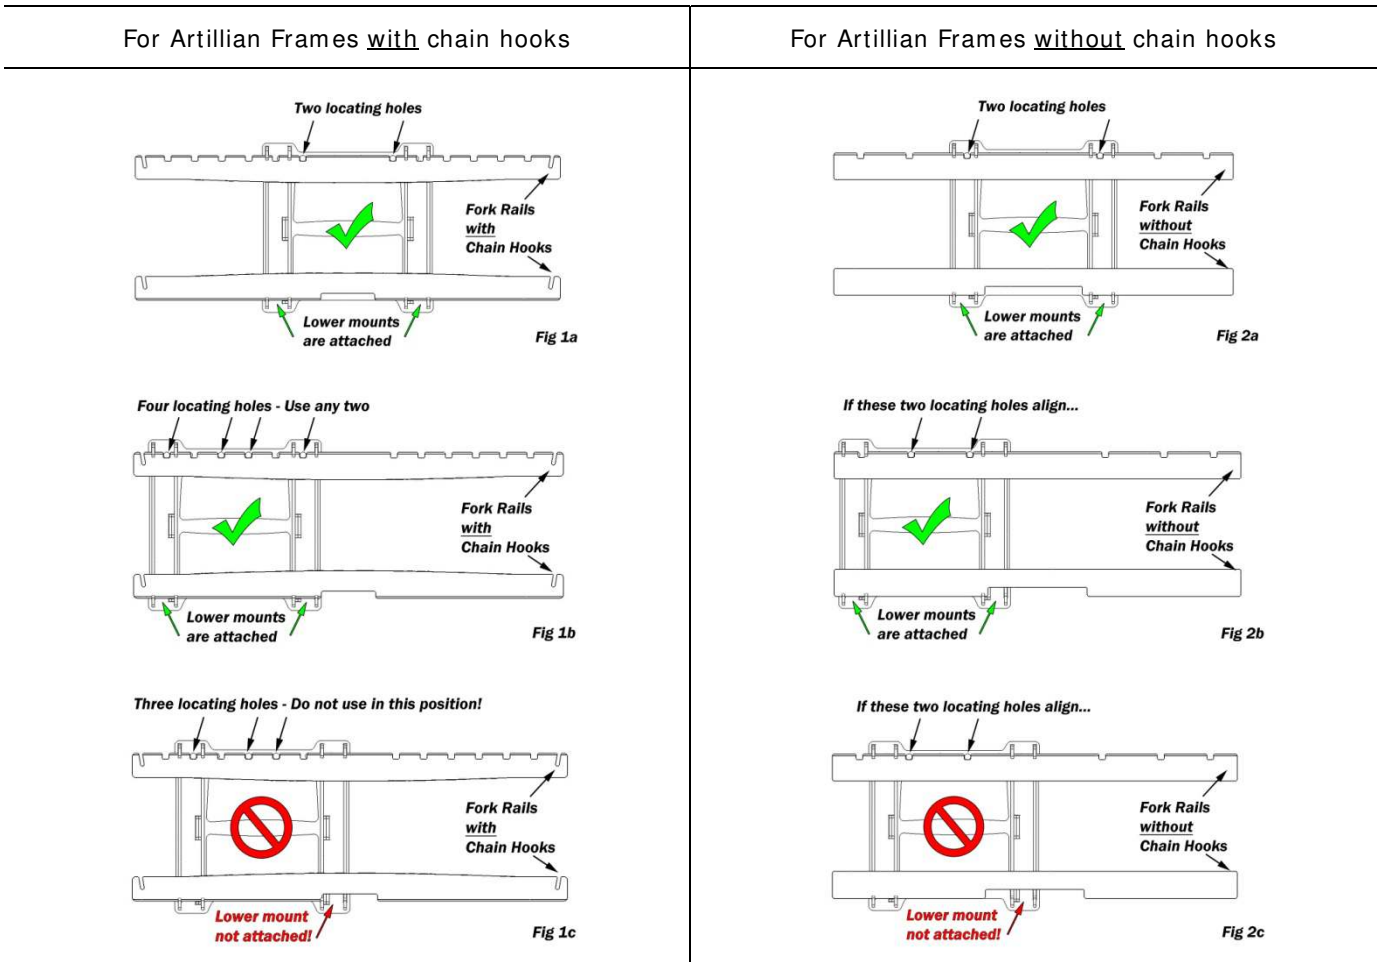 For Artillian Frames with chain hooks
Two locating holes
Fork Rails
with
Chain Hooks
Lower mounts
are attached
Fig 1a
Four locating holes - Use any two
Fork Rails
with
Chain Hooks
Lower mounts
are attached
Fig 1b
Three locating holes - Do not use in this position!
Fork Rails
with
Chain Hooks
Lower mount
not attached!
Fig 1c
For Artillian Frames without chain hooks
Two locating holes
Fork Rails
without
Chain Hooks
Lower mounts
are attached
Fig 2a
If these two locating holes align...
Fork Rails
without
Chain Hooks
Lower mounts
are attached
Fig 2b
If these two locating holes align...
Fork Rails
without
Chain Hooks
Lower mount
not attached!
Fig 2c